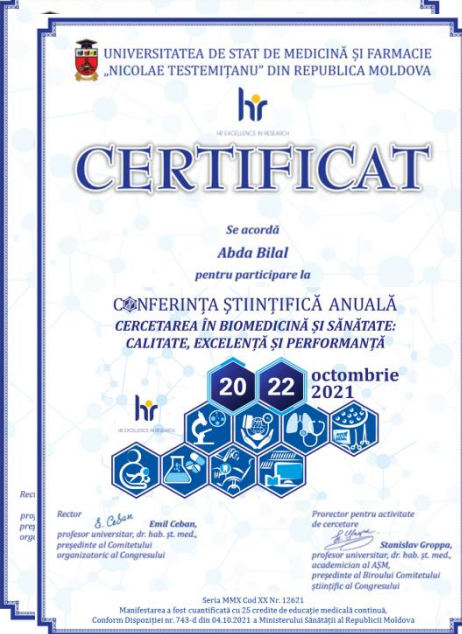 UNIVERSITATEA DE STAT DE MEDICINĂ ȘI FARMACIE
„NICOLAE TESTEMIȚANU” DIN REPUBLICA MOLDOVA
hr
HR EXCELLENCE IN RESEARCH
CERTIFICAT
Se acordă
Abda Bilal
pentru participare la
CONFERINȚA ȘTIINȚIFICĂ ANUALĂ
CERCETAREA ÎN BIOMEDICINĂ ȘI SĂNĂTATE:
CALITATE, EXCELENȚĂ ȘI PERFORMANȚĂ
20 22 octombrie
2021
hr
HR EXCELLENCE IN RESEARCH
Rector
Emil Ceban,
profesor universitar, dr. hab. șt. med.,
președinte al Comitetului
organizatoric al Congresului
Prorector pentru activitate
de cercetare
Stanislav Groppa,
profesor universitar, dr. hab. șt. med.,
academician al AȘM,
președinte al Biroului Comitetului
științific al Congresului
Seria MMX Cod XX Nr. 12621
Manifestarea a fost cuantificată cu 25 credite de educație medicală continuă,
Conform Dispoziției nr. 743-d din 04.10.2021 a Ministerului Sănătății al Republicii Moldova